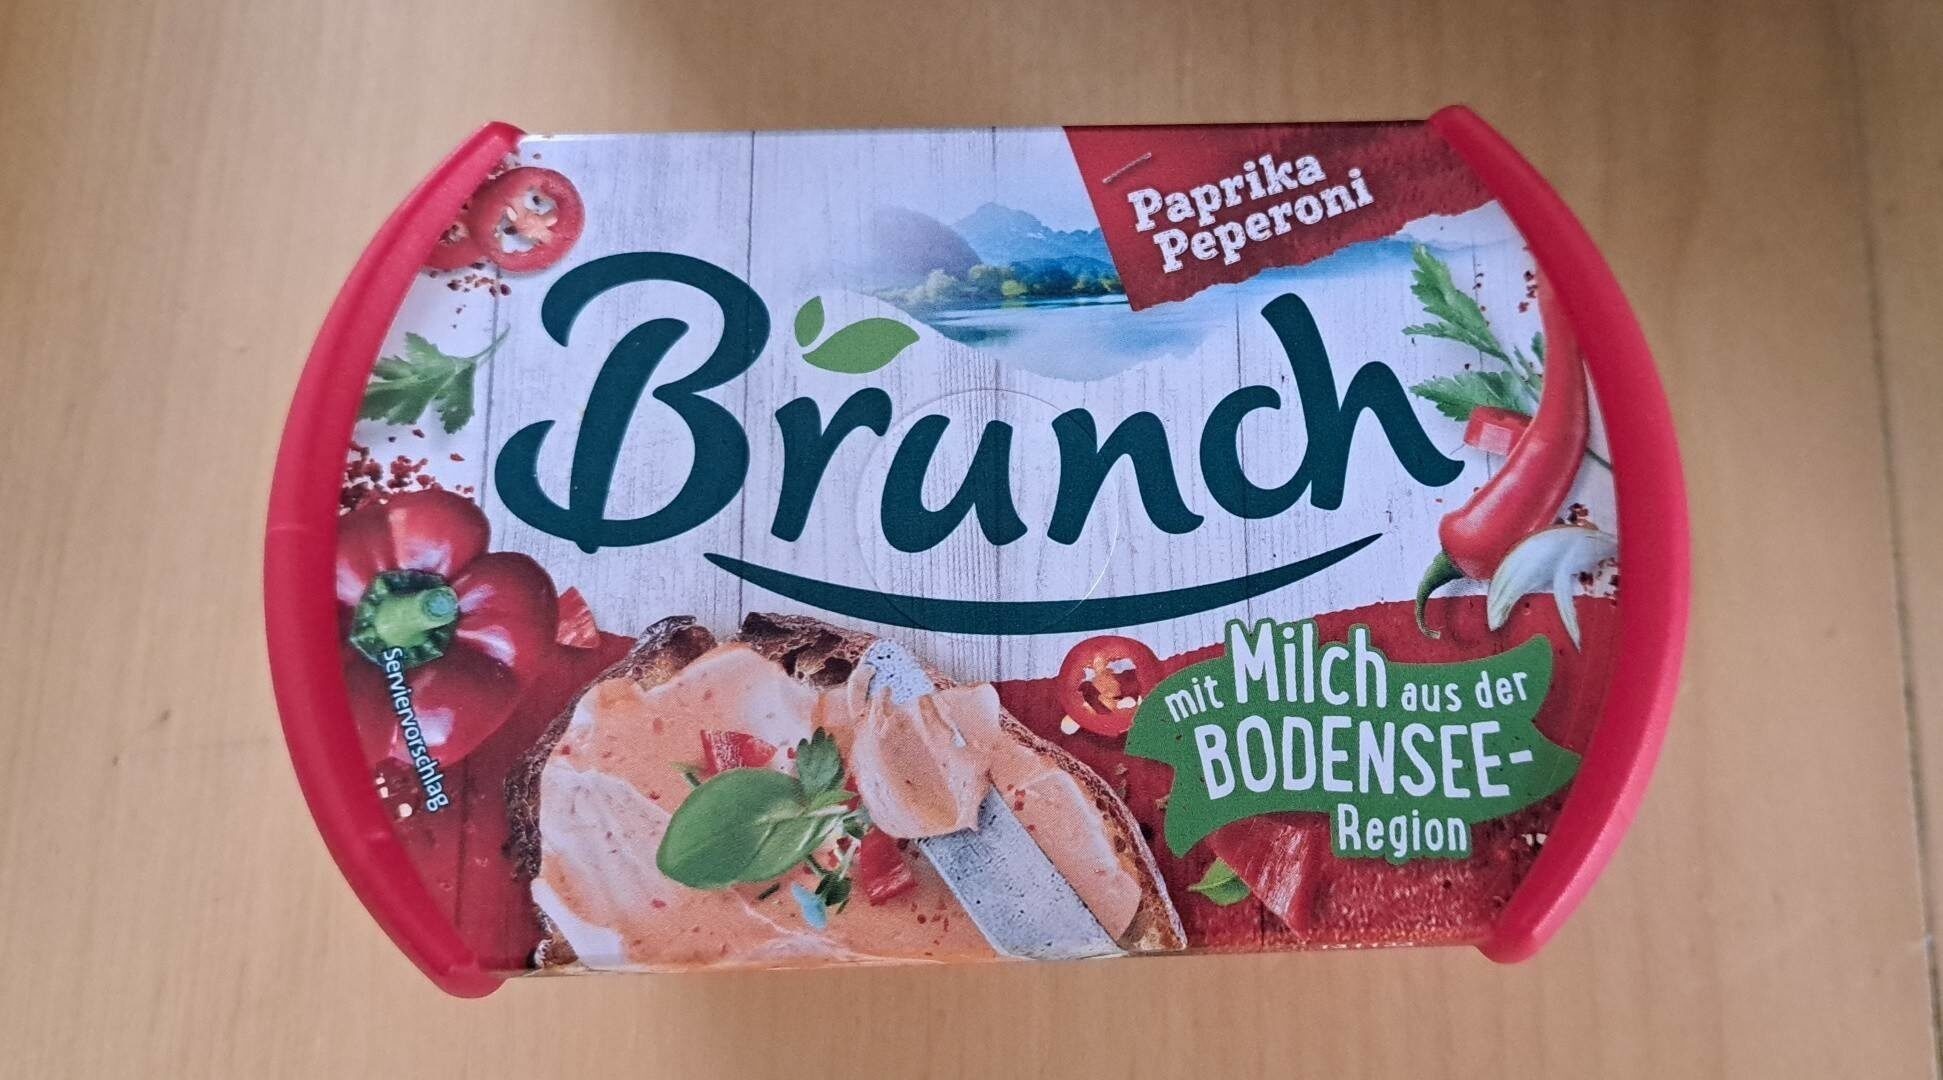 Paprika
Peperoni
Brunch
mit Milch aus der
BODENSEE-
Region
Serviervorschlag